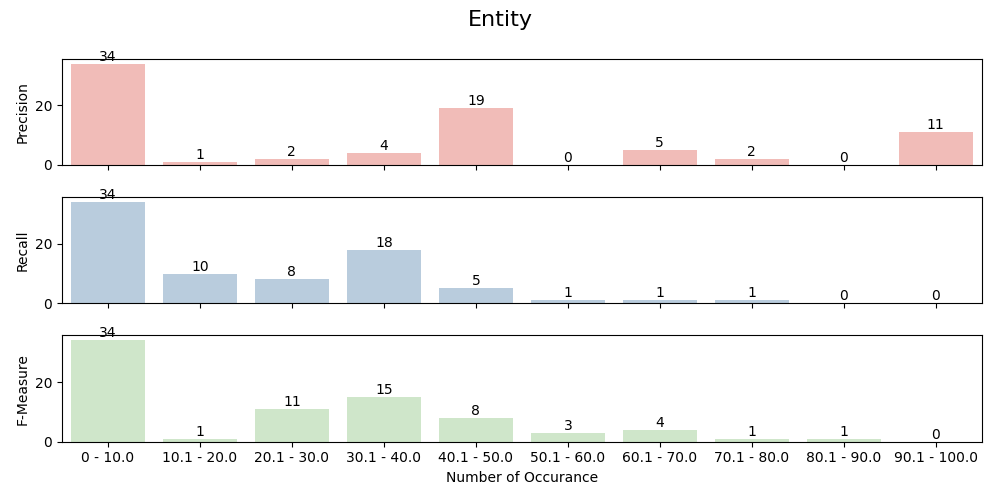 Entity
Precision
20
0
34 1 2 4 19 0 5 2 0 11
Recall
20
0
34 10 8 18 5 1 1 1 0 0
F-Measure
20
0
34 1 11 15 8 3 4 1 1 0
0 - 10.0 10.1 - 20.0 20.1 - 30.0 30.1 - 40.0 40.1 - 50.0 50.1 - 60.0 60.1 - 70.0 70.1 - 80.0 80.1 - 90.0 90.1 - 100.0
Number of Occurance